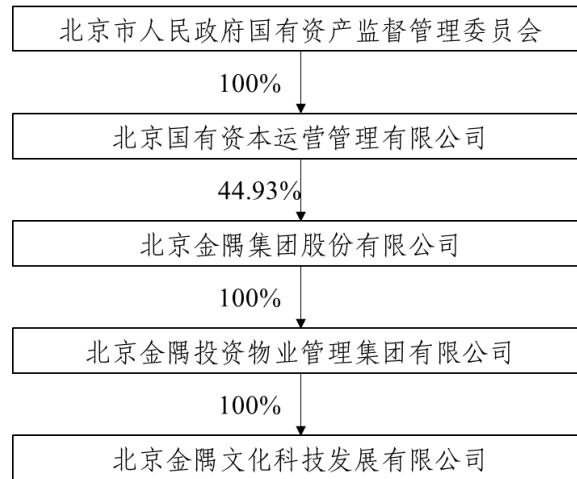 北京市人民政府国有资产监督管理委员会
100%
北京国有资本运营管理有限公司
44.93%
北京金隅集团股份有限公司
100%
北京金隅投资物业管理集团有限公司
100%
北京金隅文化科技发展有限公司